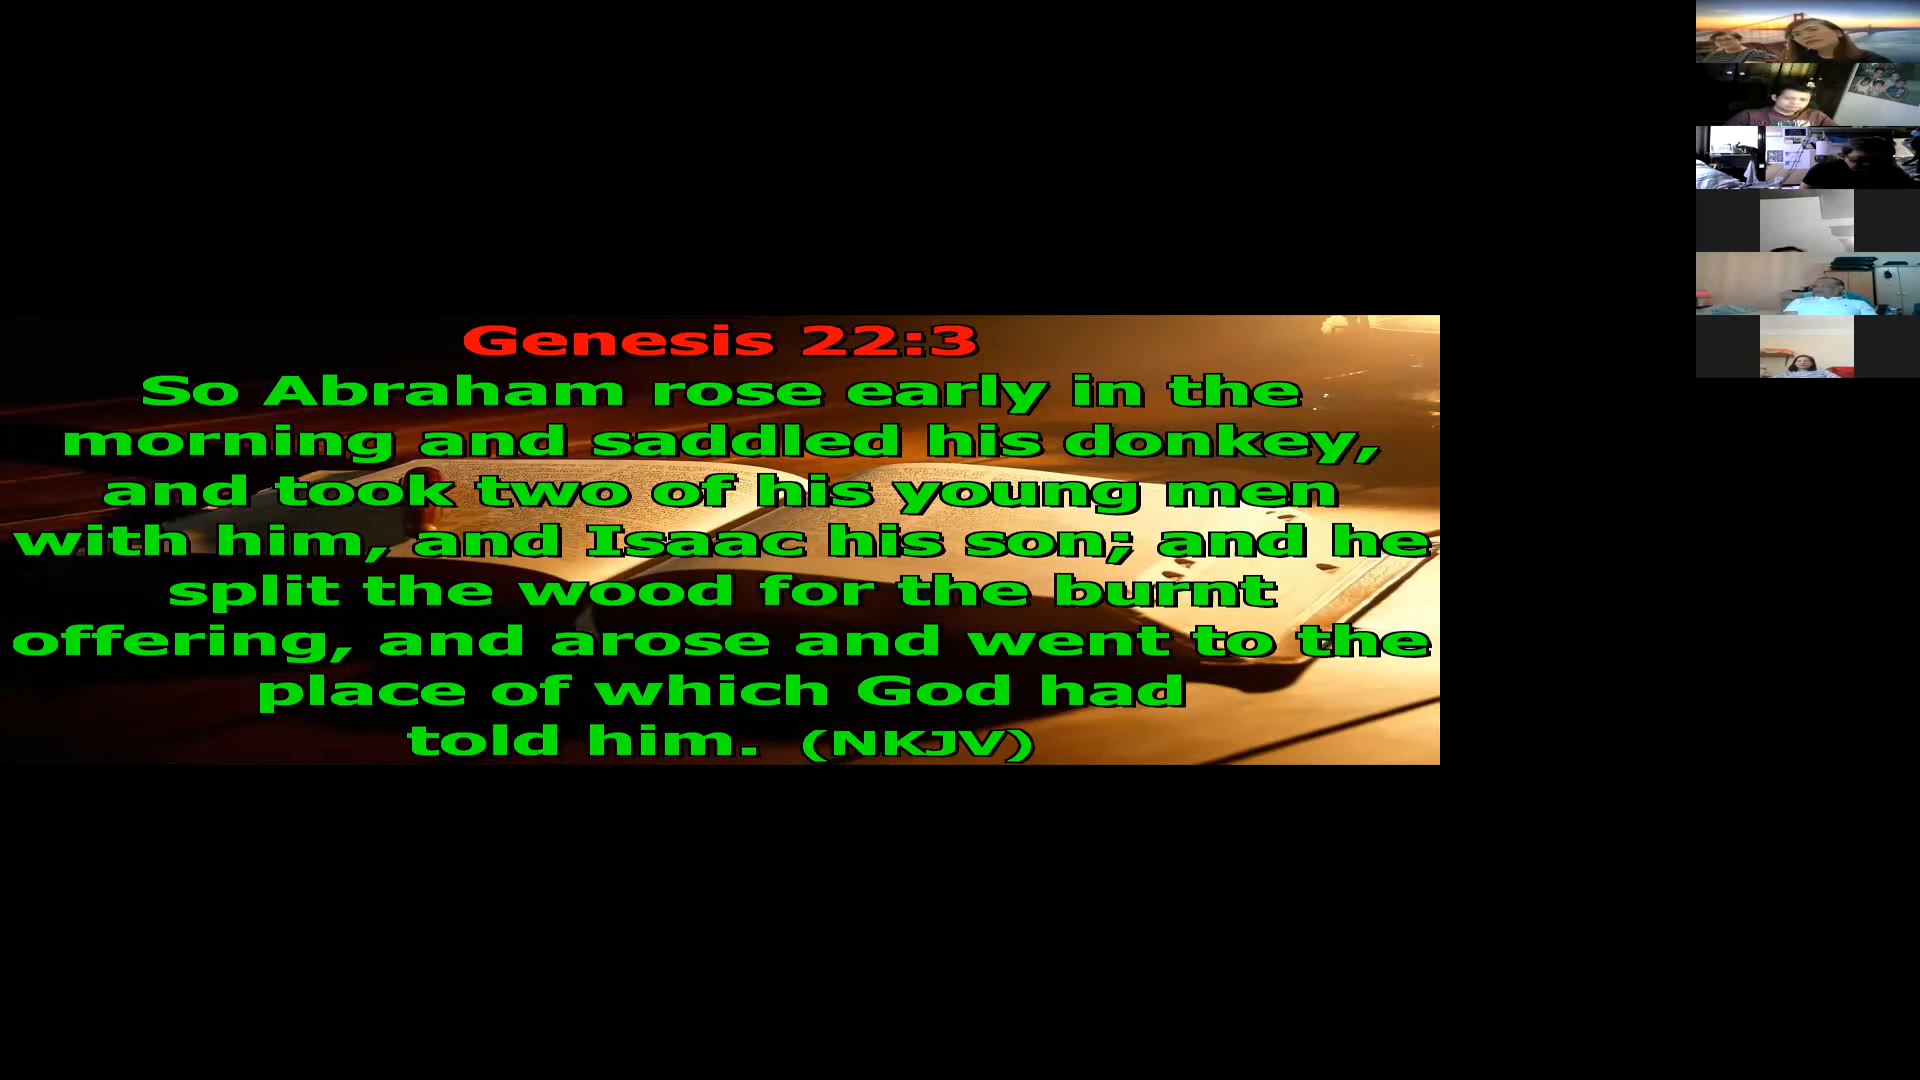 Genesis 22:3
So Abraham rose early in the
morning and saddled his donkey,
and took two of his young men
with him, and Isaac his son; and he
split the wood for the burnt
offering, and arose and went to the
place of which God had
told him. (NKJV)